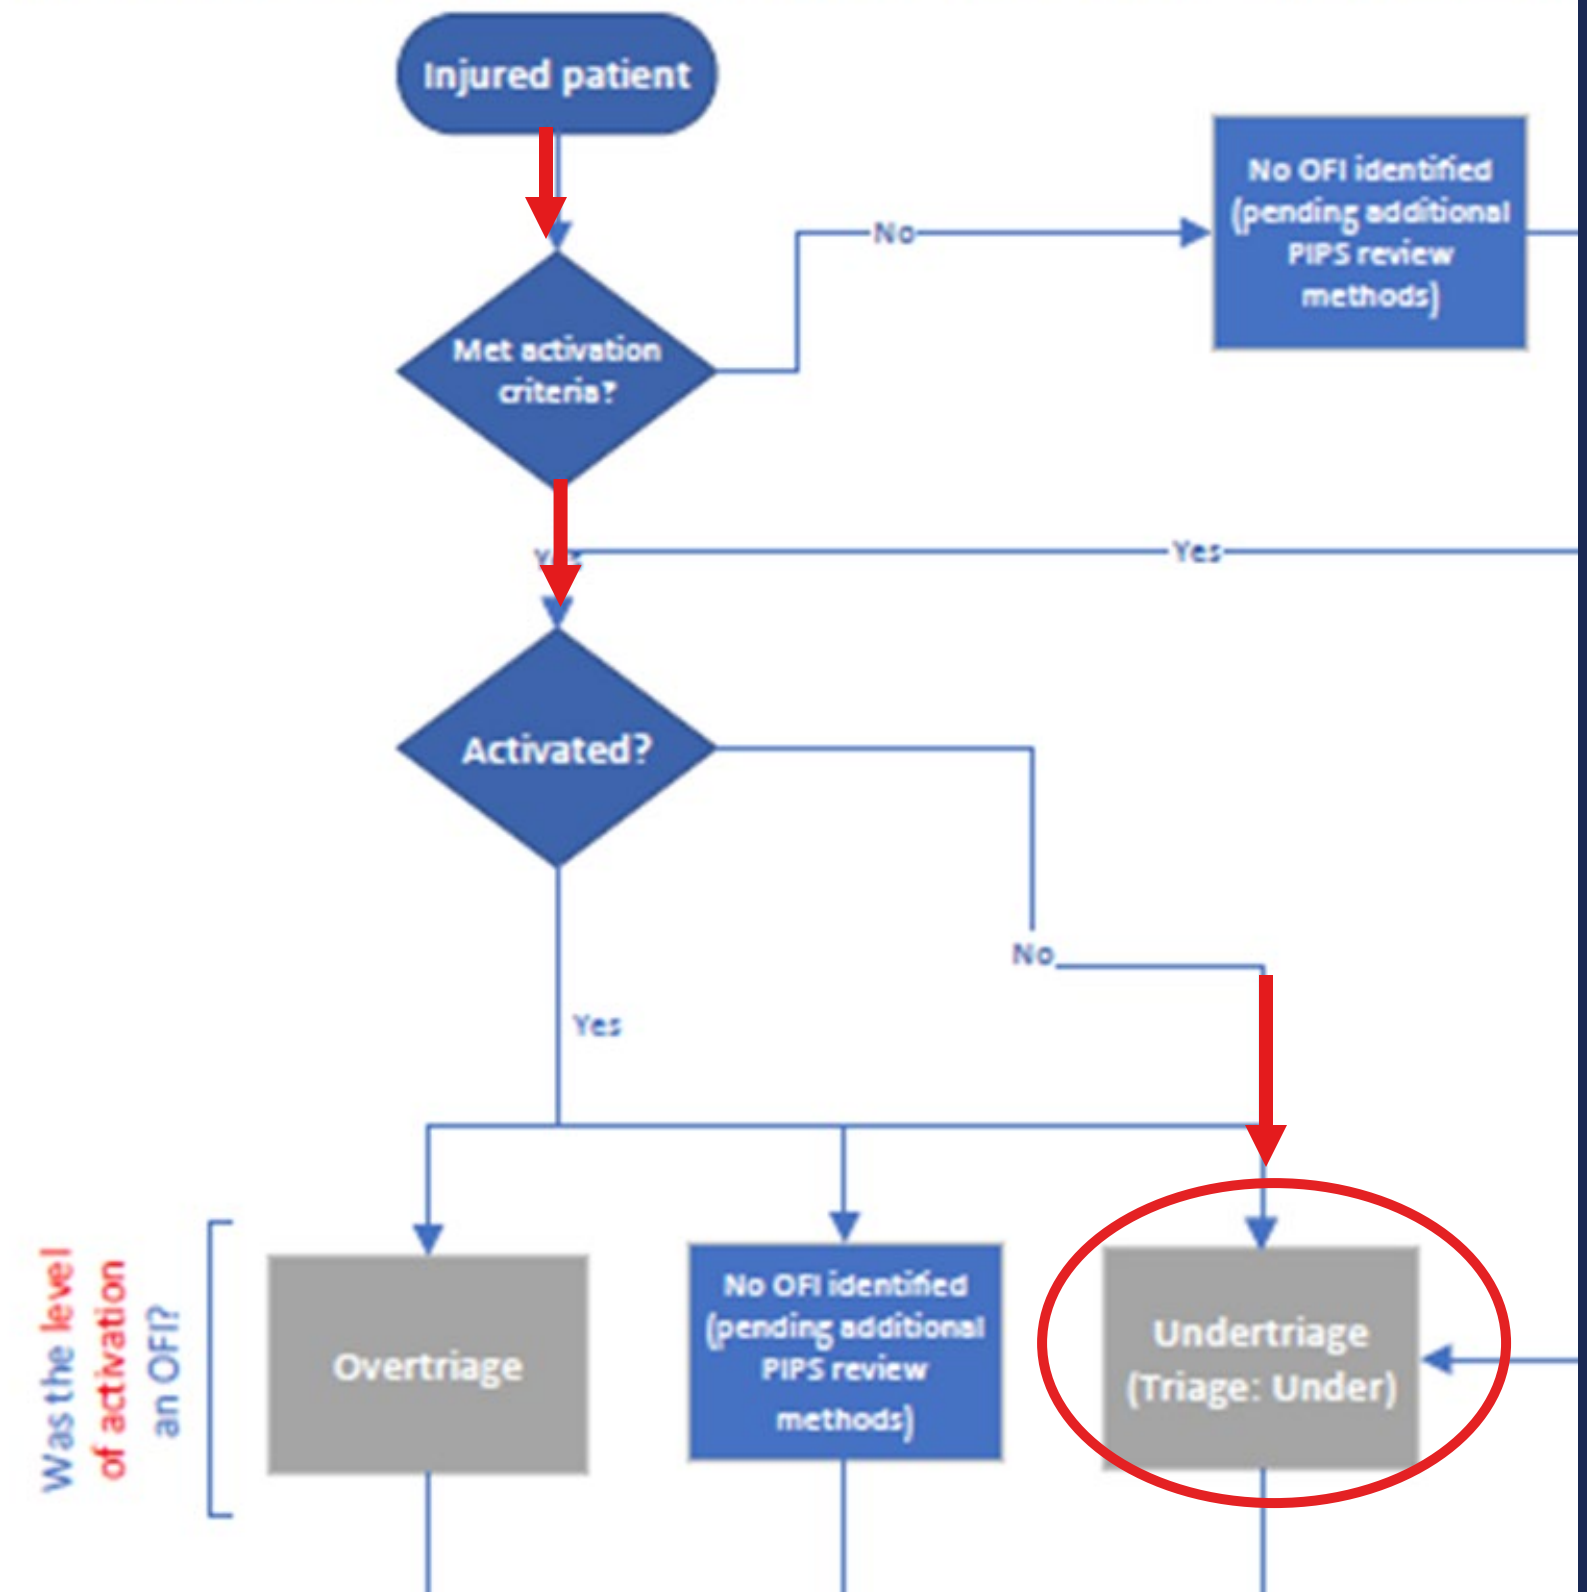 Injured patient
No OFI identified
(pending additional
PIPS review
methods)
No
Met activation
criteria?
Yes
Activated?
No
Yes
Was the level
of activation
an OFI?
Overtriage
No OFI identified
(pending additional
PIPS review
methods)
Undertriage
(Triage: Under)